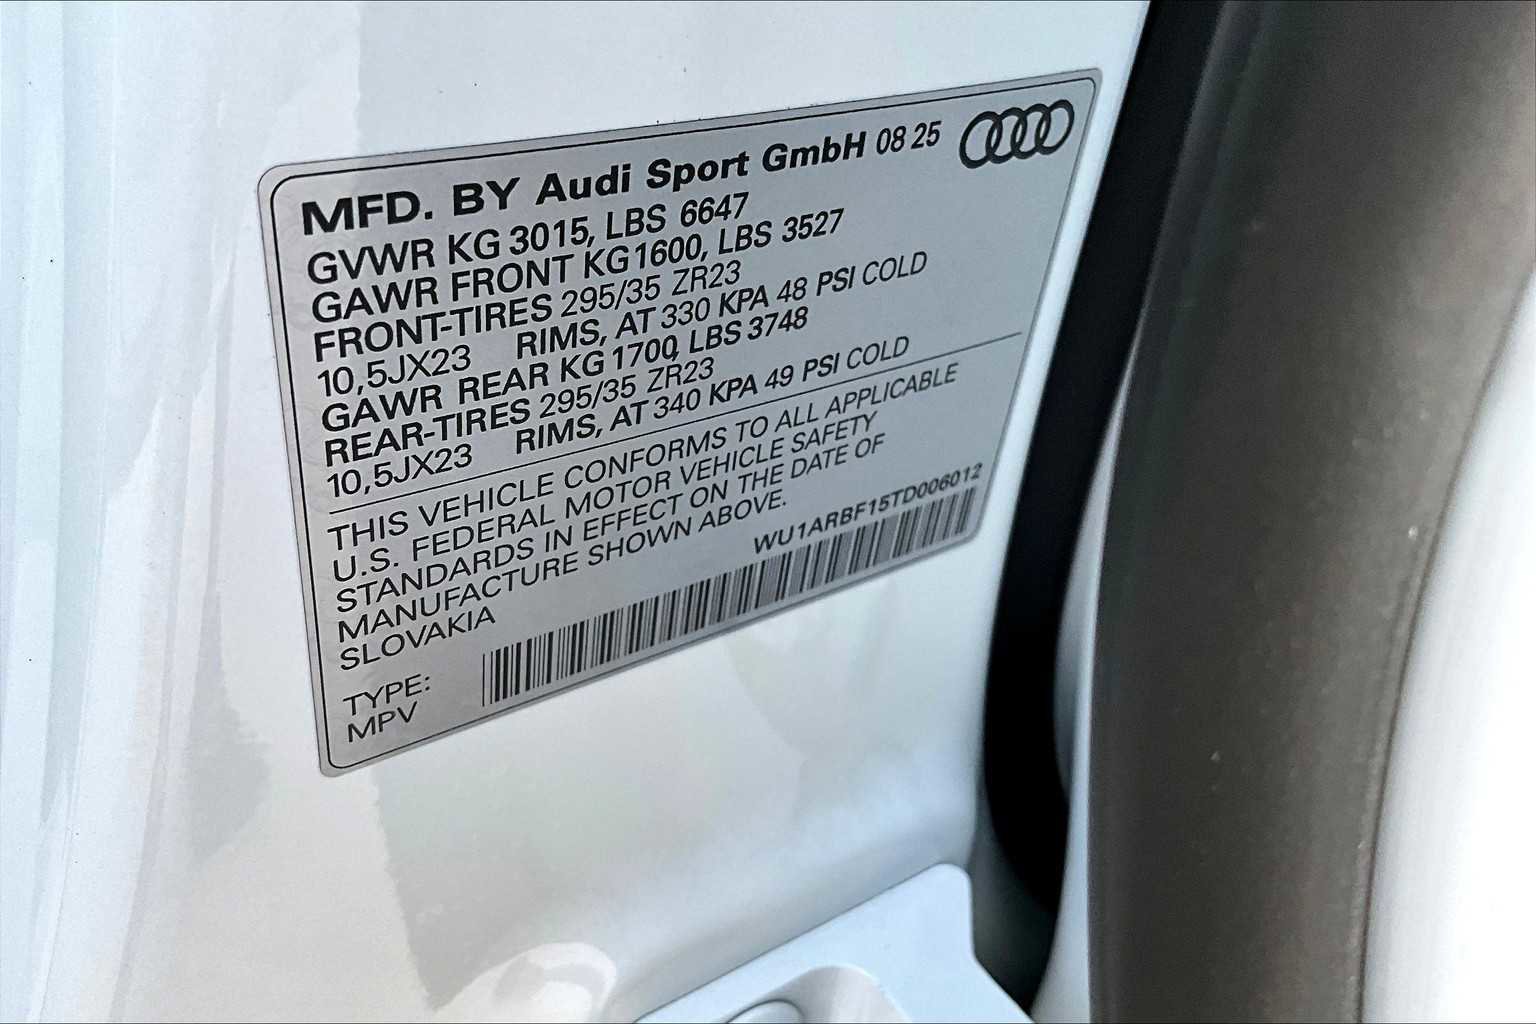 MFD. BY Audi Sport GmbH 08 25
GVWR KG 3015, LBS 6647
GAWR FRONT KG 1600, LBS 3527
FRONT-TIRES 295/35 ZR23
10,5JX23 RIMS, AT 330 KPA 48 PSI COLD
GAWR REAR KG 1700, LBS 3748
REAR-TIRES 295/35 ZR23
10,5JX23 RIMS, AT 340 KPA 49 PSI COLD
THIS VEHICLE CONFORMS TO ALL APPLICABLE
U.S. FEDERAL MOTOR VEHICLE SAFETY
STANDARDS IN EFFECT ON THE DATE OF
MANUFACTURE SHOWN ABOVE.
SLOVAKIA
WU1ARBF15TD006012
TYPE:
MPV